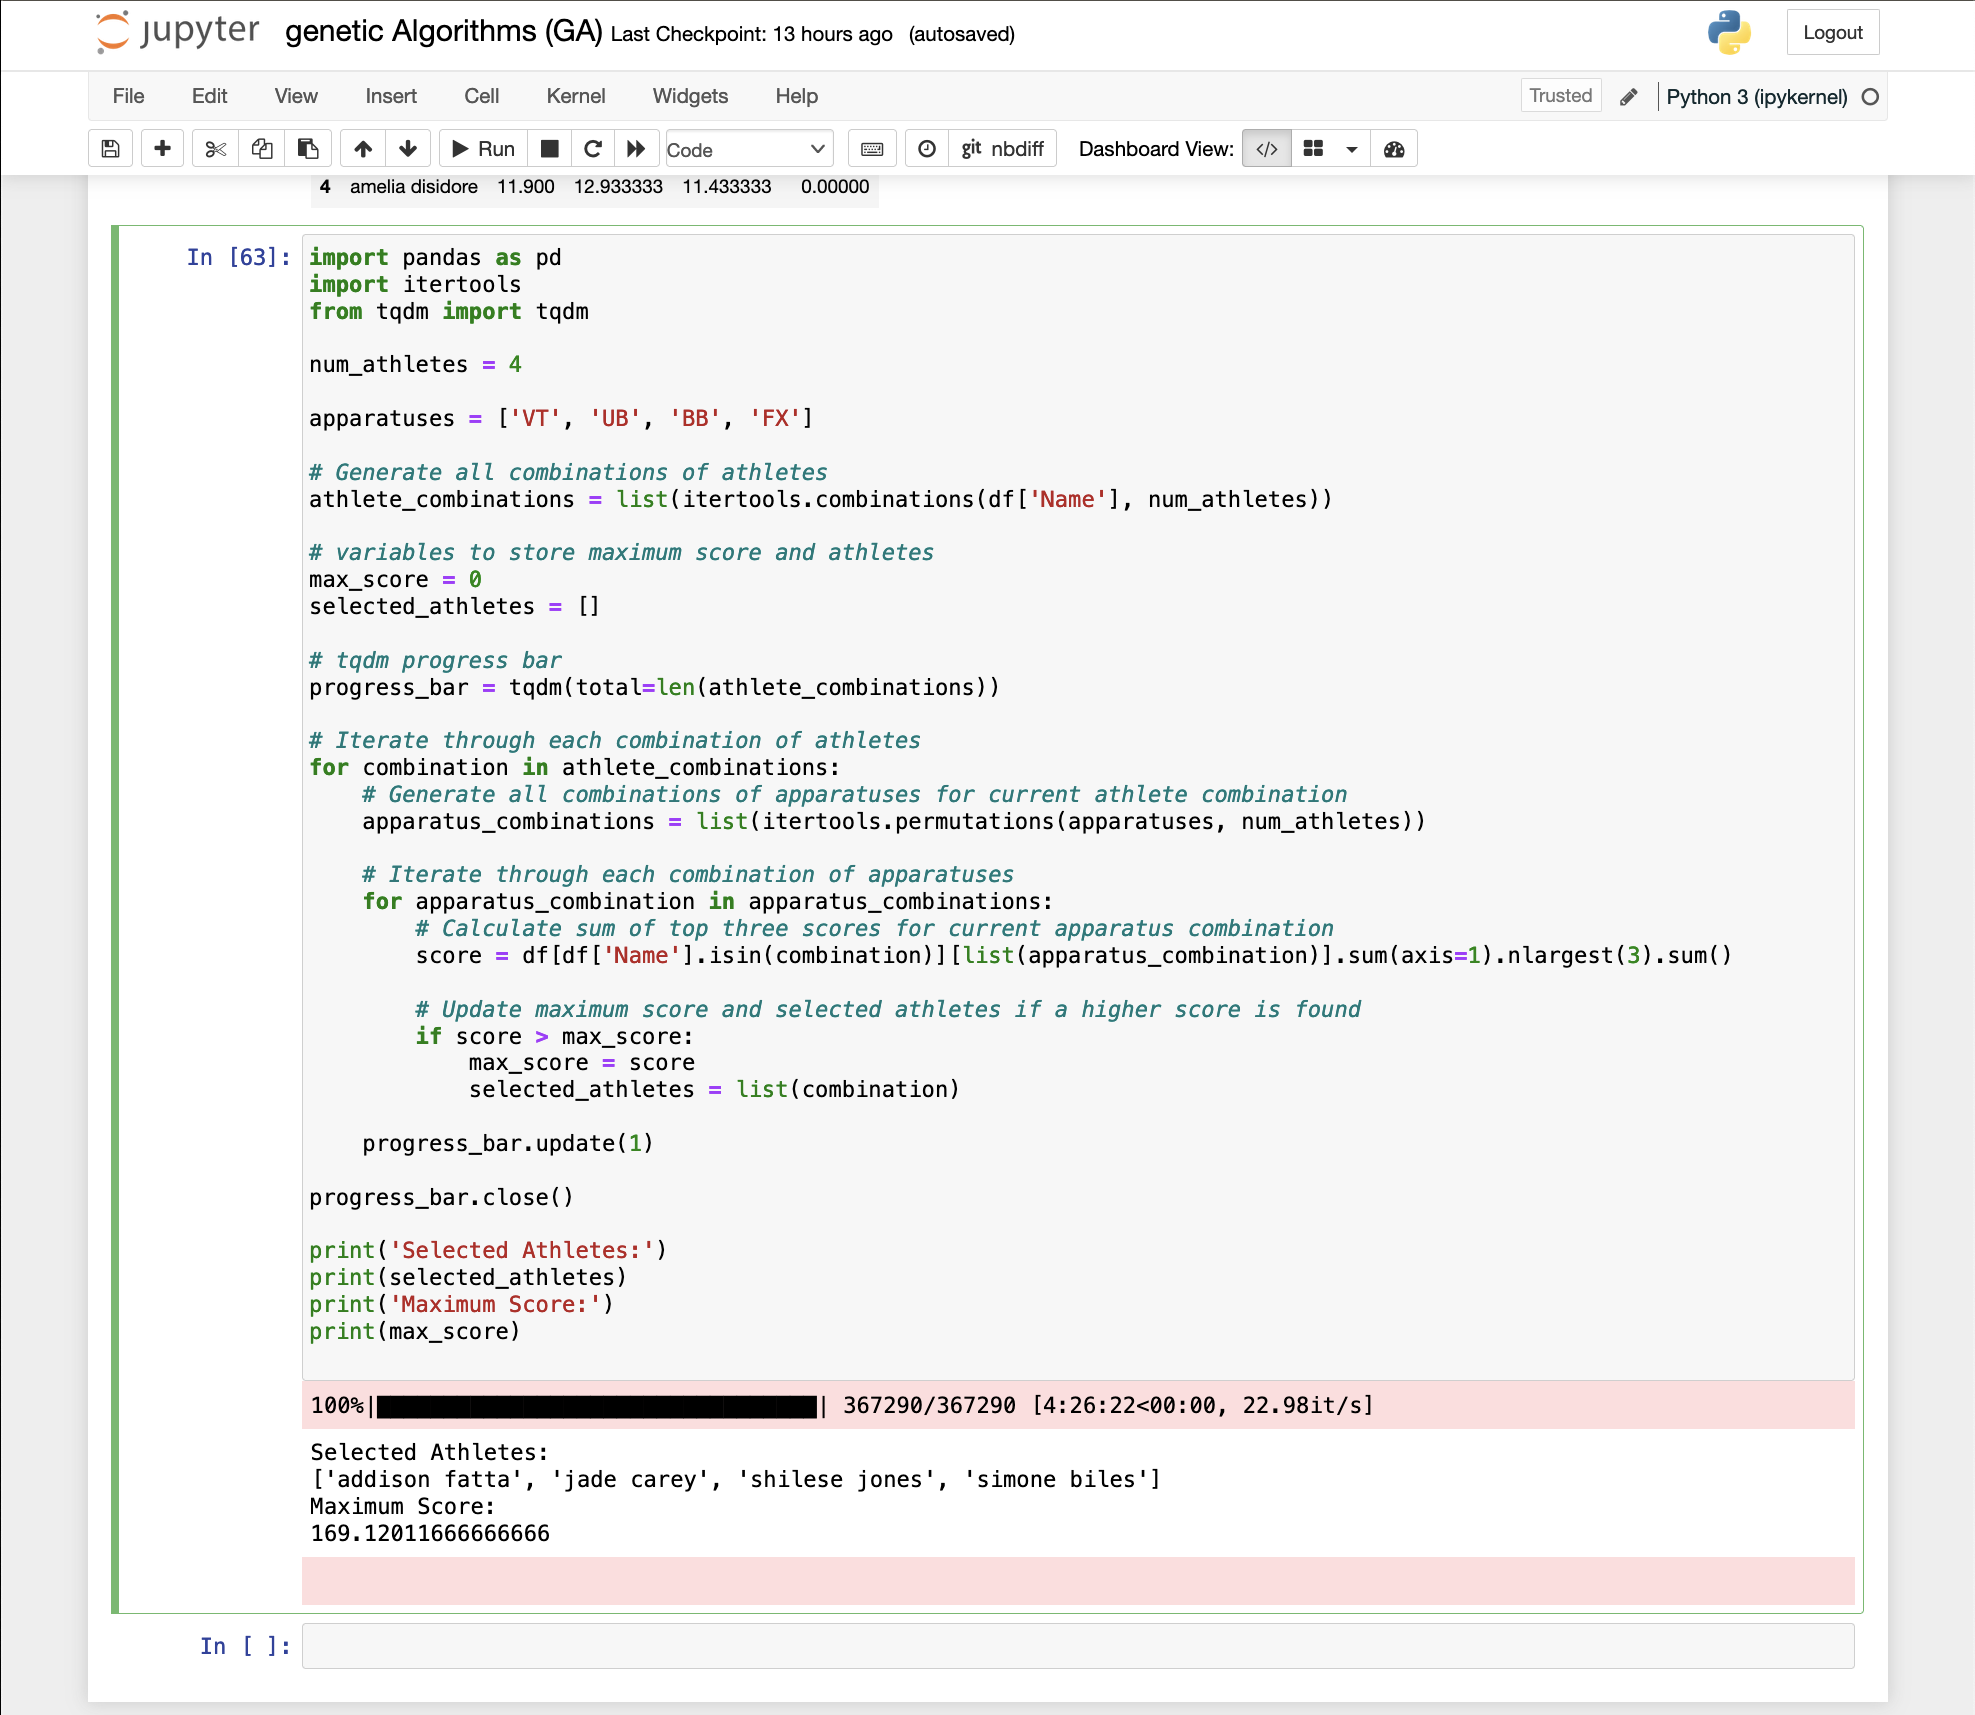 jupyter genetic Algorithms (GA) Last Checkpoint: 13 hours ago (autosaved) Logout
File Edit View Insert Cell Kernel Widgets Help Trusted Python 3 (ipykernel)
Run Code git nbdiff Dashboard View: </>
4 amelia disidore 11.900 12.933333 11.433333 0.00000
In [63]: import pandas as pd
import itertools
from tqdm import tqdm
num_athletes = 4
apparatuses = ['VT', 'UB', 'BB', 'FX']
# Generate all combinations of athletes
athlete_combinations = list(itertools.combinations(df['Name'], num_athletes))
# variables to store maximum score and athletes
max_score = 0
selected_athletes = []
# tqdm progress bar
progress_bar = tqdm(total=len(athlete_combinations))
# Iterate through each combination of athletes
for combination in athlete_combinations:
    # Generate all combinations of apparatuses for current athlete combination
    apparatus_combinations = list(itertools.permutations(apparatuses, num_athletes))
    # Iterate through each combination of apparatuses
    for apparatus_combination in apparatus_combinations:
        # Calculate sum of top three scores for current apparatus combination
        score = df[df['Name'].isin(combination)][list(apparatus_combination)].sum(axis=1).nlargest(3).sum()
        # Update maximum score and selected athletes if a higher score is found
        if score > max_score:
            max_score = score
            selected_athletes = list(combination)
    progress_bar.update(1)
progress_bar.close()
print('Selected Athletes:')
print(selected_athletes)
print('Maximum Score:')
print(max_score)
100%|██████████| 367290/367290 [4:26:22<00:00, 22.98it/s]
Selected Athletes:
['addison fatta', 'jade carey', 'shilese jones', 'simone biles']
Maximum Score:
169.12011666666666
In [ ]: